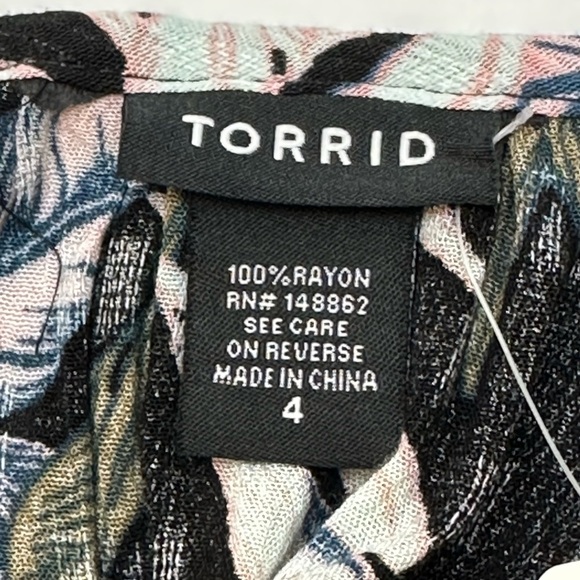 TORRID
100%RAYON
RN# 148862
SEE CARE
ON REVERSE
MADE IN CHINA
4